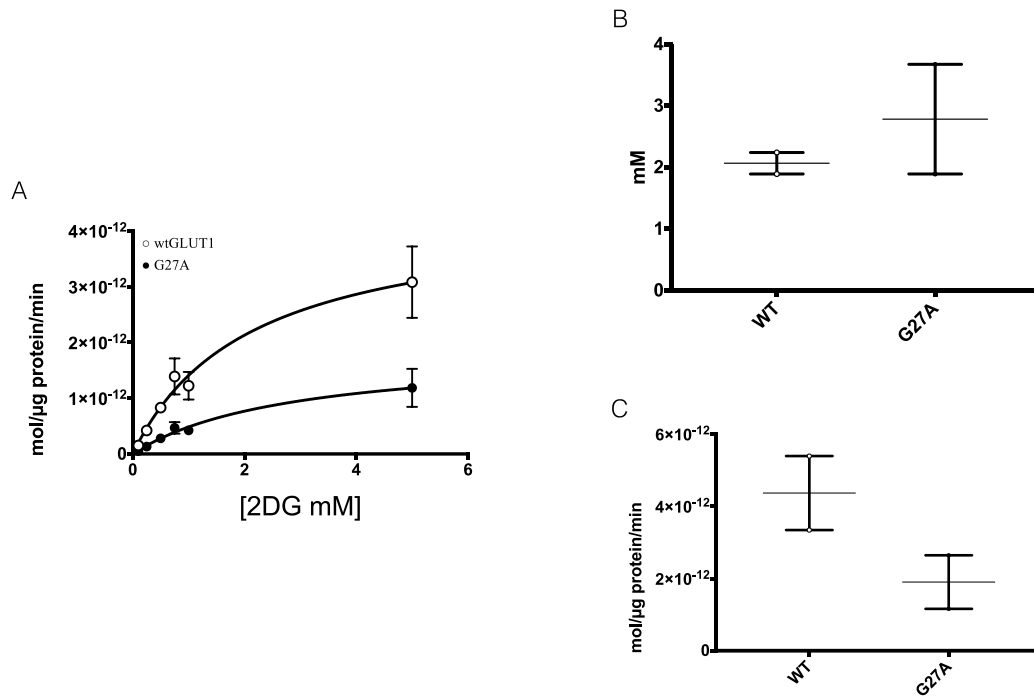 A
mol/µg protein/min
4×10⁻¹²
3×10⁻¹²
2×10⁻¹²
1×10⁻¹²
0
wtGLUT1
G27A
0 2 4 6
[2DG mM]
B
mM
4
3
2
1
0
WT
G27A
C
mol/µg protein/min
6×10⁻¹²
4×10⁻¹²
2×10⁻¹²
0
WT
G27A